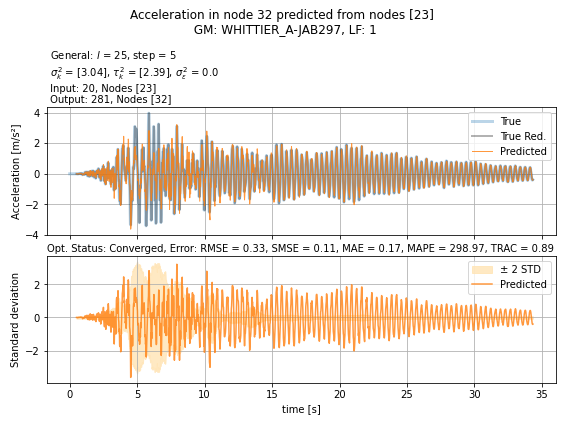 Acceleration in node 32 predicted from nodes [23]
GM: WHITTIER_A-JAB297, LF: 1
General: l = 25, step = 5
σ²ₖ = [3.04], τ²ₖ = [2.39], σ²ε = 0.0
Input: 20, Nodes [23]
Output: 281, Nodes [32]
Acceleration [m/s²]
4
2
0
−2
−4
True
True Red.
Predicted
Opt. Status: Converged, Error: RMSE = 0.33, SMSE = 0.11, MAE = 0.17, MAPE = 298.97, TRAC = 0.89
Standard deviation
2
0
−2
± 2 STD
Predicted
0 5 10 15 20 25 30 35
time [s]